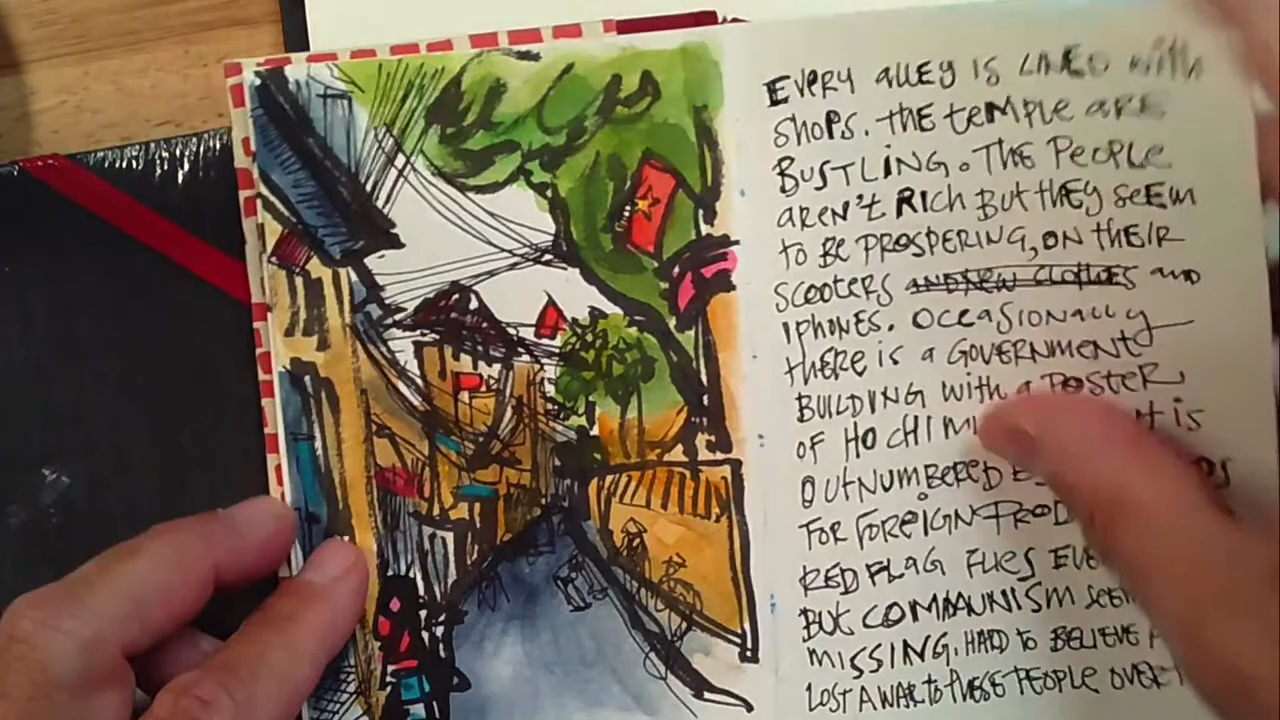 EVERY ALLEY IS LINED WITH
SHOPS. THE TEMPLE ARE
BUSTLING. THE PEOPLE
AREN'T RICH BUT THEY SEEM
TO BE PROSPERING, ON THEIR
SCOOTERS AND NEW CLOTHES AND
IPHONES. OCCASIONALLY
THERE IS A GOVERNMENT
BUILDING WITH A POSTER
OF HO CHI MI IS
OUTNUMBERED
FOR FOREIGN
RED FLAG FLIES
BUT COMMUNISM
MISSING. HARD TO BELIEVE
LOST A WAR TO THESE PEOPLE OVER